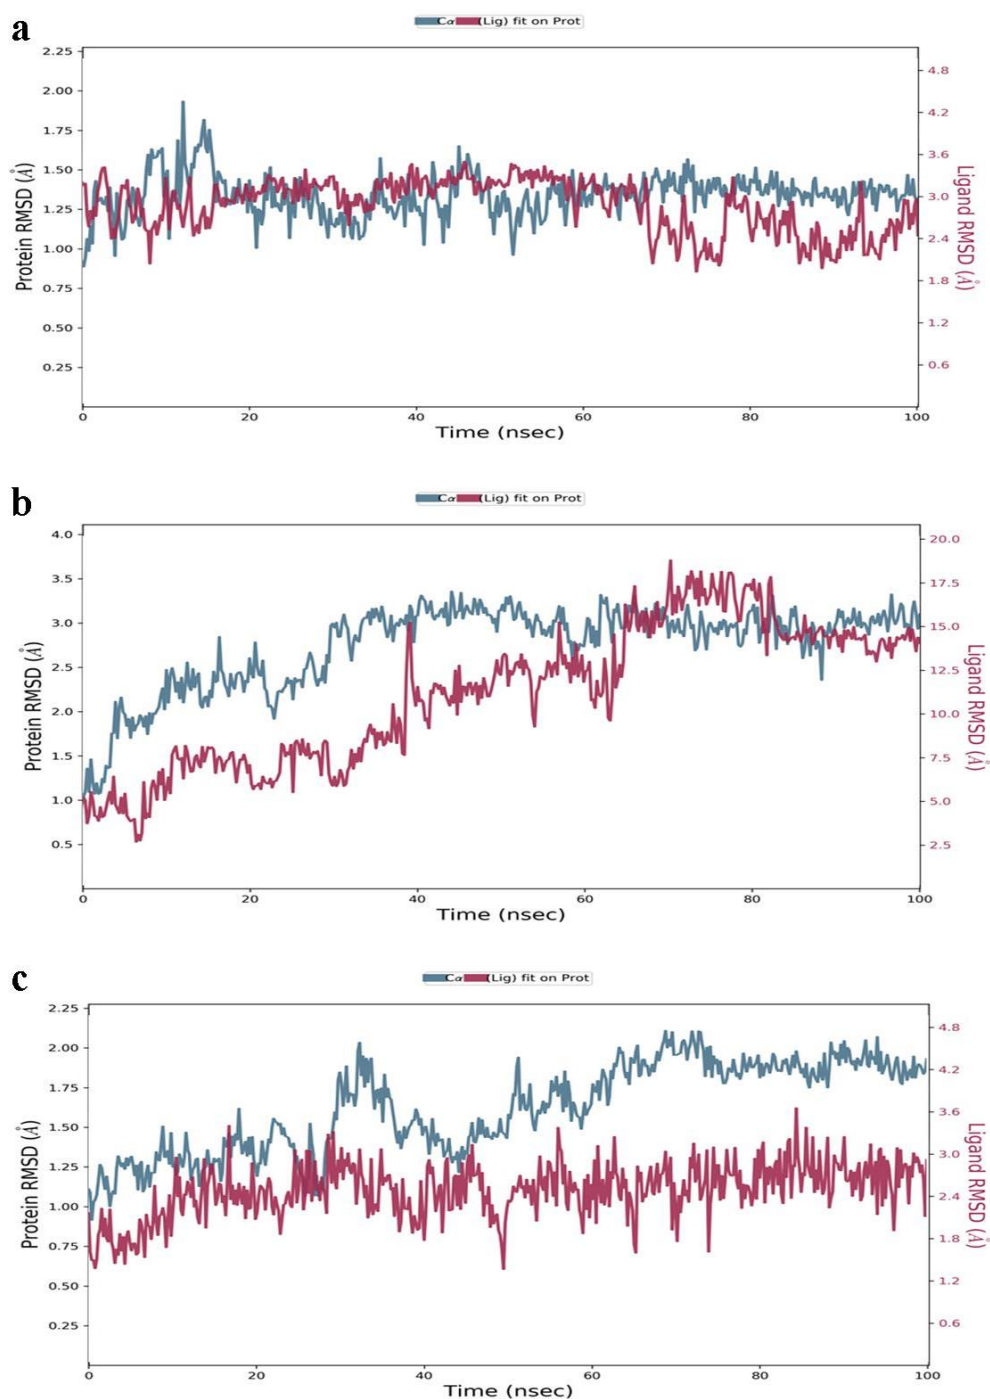 a
Cα (Lig) fit on Prot
2.25
2.00
1.75
1.50
1.25
1.00
0.75
0.50
0.25
Protein RMSD (Å)
4.8
4.2
3.6
3.0
2.4
1.8
1.2
0.6
Ligand RMSD (Å)
0 20 40 60 80 100
Time (nsec)
b
Cα (Lig) fit on Prot
4.0
3.5
3.0
2.5
2.0
1.5
1.0
0.5
Protein RMSD (Å)
20.0
17.5
15.0
12.5
10.0
7.5
5.0
2.5
Ligand RMSD (Å)
0 20 40 60 80 100
Time (nsec)
c
Cα (Lig) fit on Prot
2.25
2.00
1.75
1.50
1.25
1.00
0.75
0.50
0.25
Protein RMSD (Å)
4.8
4.2
3.6
3.0
2.4
1.8
1.2
0.6
Ligand RMSD (Å)
0 20 40 60 80 100
Time (nsec)